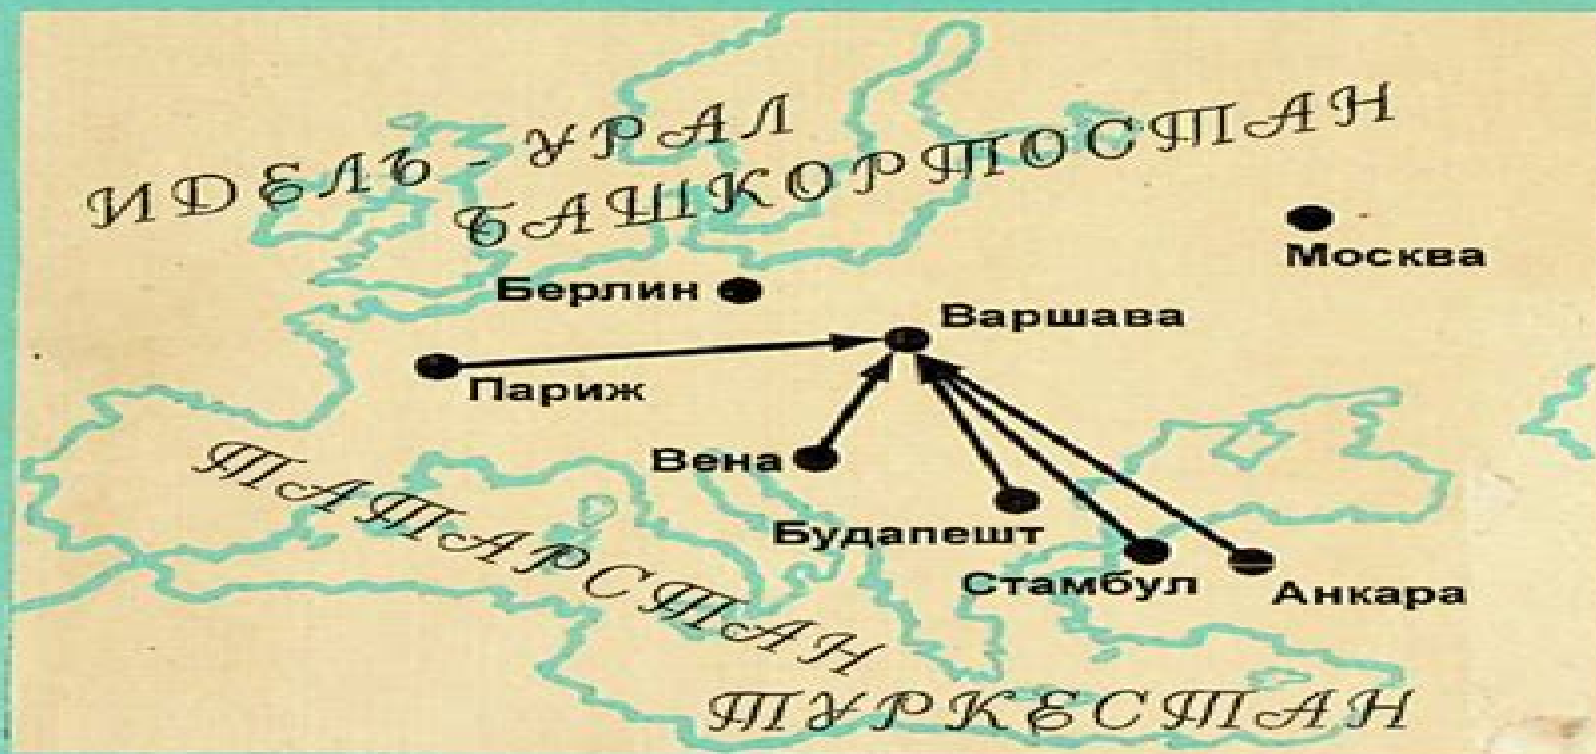 ИДЕЛЬ - УРАЛ
БАШКОРТОСТАН
Москва
Берлин
Варшава
Париж
Вена
ТАТАРСТАН
Будапешт
Стамбул
Анкара
ТУРКЕСТАН